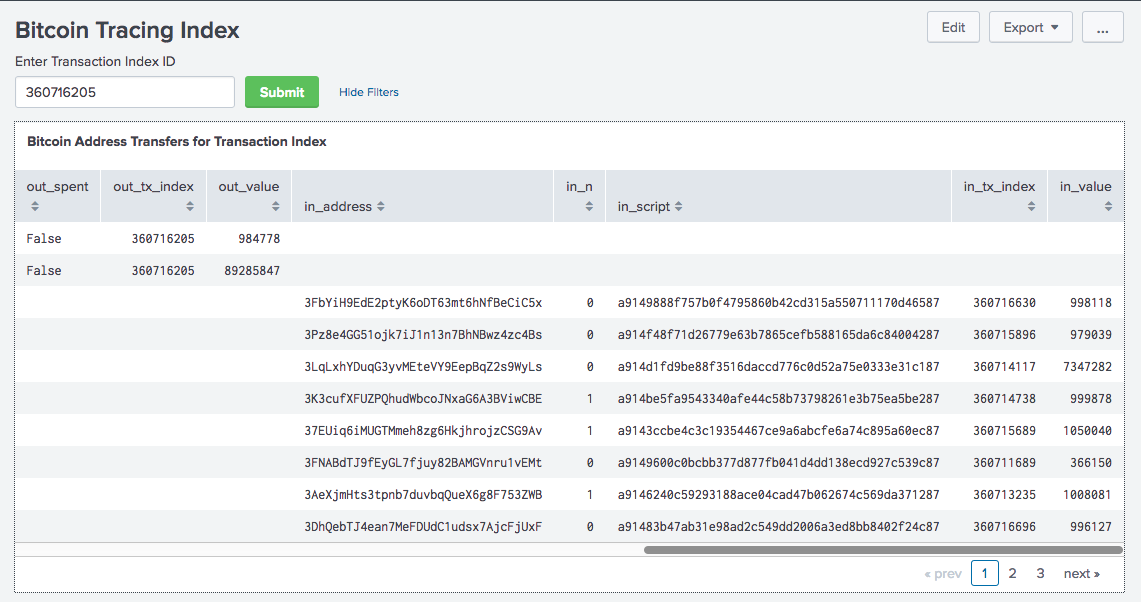 Bitcoin Tracing Index
Edit Export ...
Enter Transaction Index ID
360716205 Submit Hide Filters
Bitcoin Address Transfers for Transaction Index
out_spent out_tx_index out_value in_address in_n in_script in_tx_index in_value
False 360716205 984778
False 360716205 89285847
3FbYiH9EdE2ptyK6oDT63mt6hNfBeCiC5x 0 a9149888f757b0f4795860b42cd315a550711170d46587 360716630 998118
3Pz8e4GG51ojk7iJ1n13n7BhNBwz4zc4Bs 0 a914f48f71d26779e63b7865cefb588165da6c84004287 360715896 979039
3LqLxhYDuqG3yvMEteVY9EepBqZ2s9WyLs 0 a914d1fd9be88f3516daccd776c0d52a75e0333e31c187 360714117 7347282
3K3cufXFUZPQhudWbcoJNxaG6A3BViwCBE 1 a914be5fa9543340afe44c58b73798261e3b75ea5be287 360714738 999878
37EUiq6iMUGTMmeh8zg6HkjhrojzCSG9Av 1 a9143ccbe4c3c19354467ce9a6abcfe6a74c895a60ec87 360715689 1050040
3FNABdTJ9fEyGL7fjuy82BAMGVnru1vEMt 0 a9149600c0bcbb377d877fb041d4dd138ecd927c539c87 360711689 366150
3AeXjmHts3tpnb7duvbqQueX6g8F753ZWB 1 a9146240c59293188ace04cad47b062674c569da371287 360713235 1008081
3DhQebTJ4ean7MeFDUdC1udsx7AjcFjUxF 0 a91483b47ab31e98ad2c549dd2006a3ed8bb8402f24c87 360716696 996127
« prev 1 2 3 next »